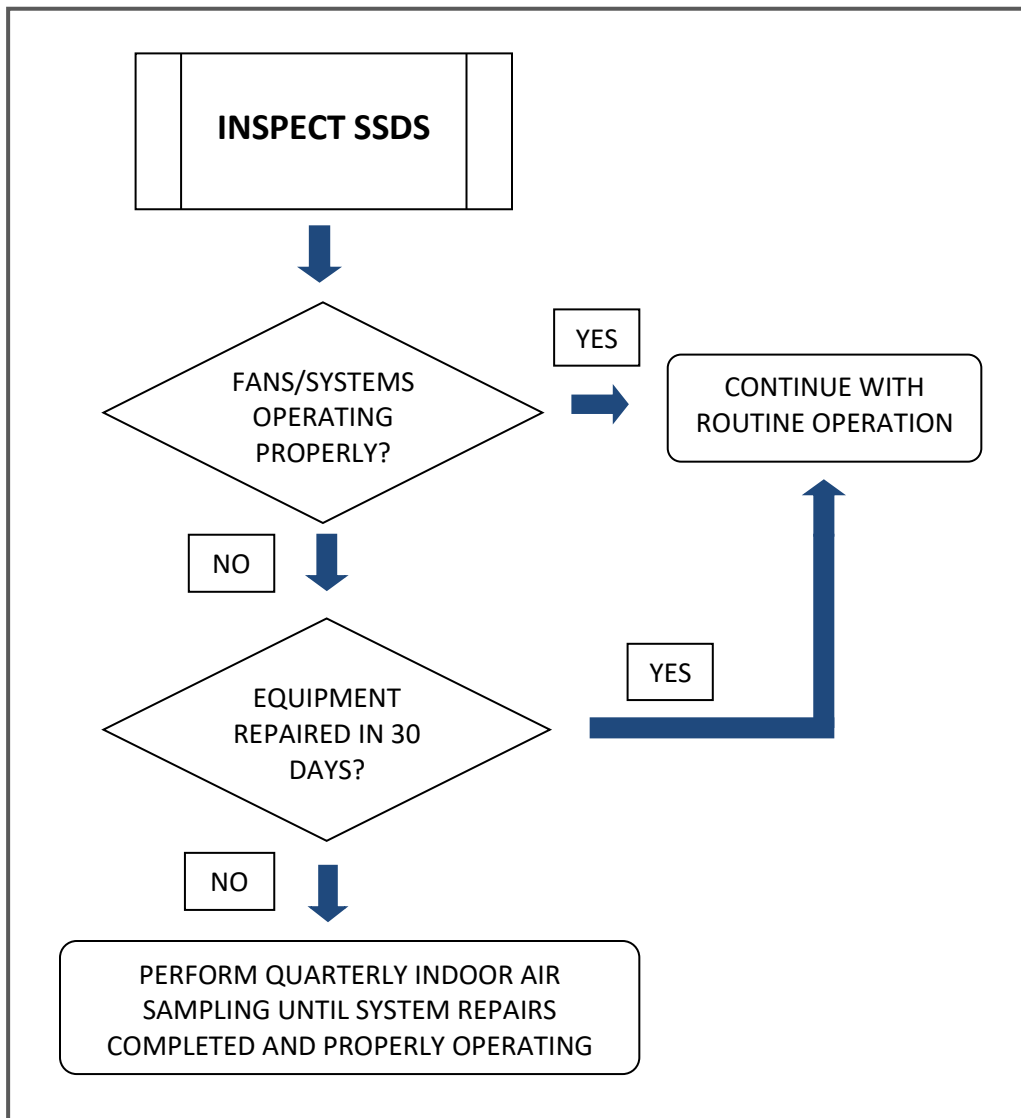 INSPECT SSDS
YES
FANS/SYSTEMS
OPERATING
PROPERLY?
CONTINUE WITH
ROUTINE OPERATION
NO
YES
EQUIPMENT
REPAIRED IN 30
DAYS?
NO
PERFORM QUARTERLY INDOOR AIR
SAMPLING UNTIL SYSTEM REPAIRS
COMPLETED AND PROPERLY OPERATING